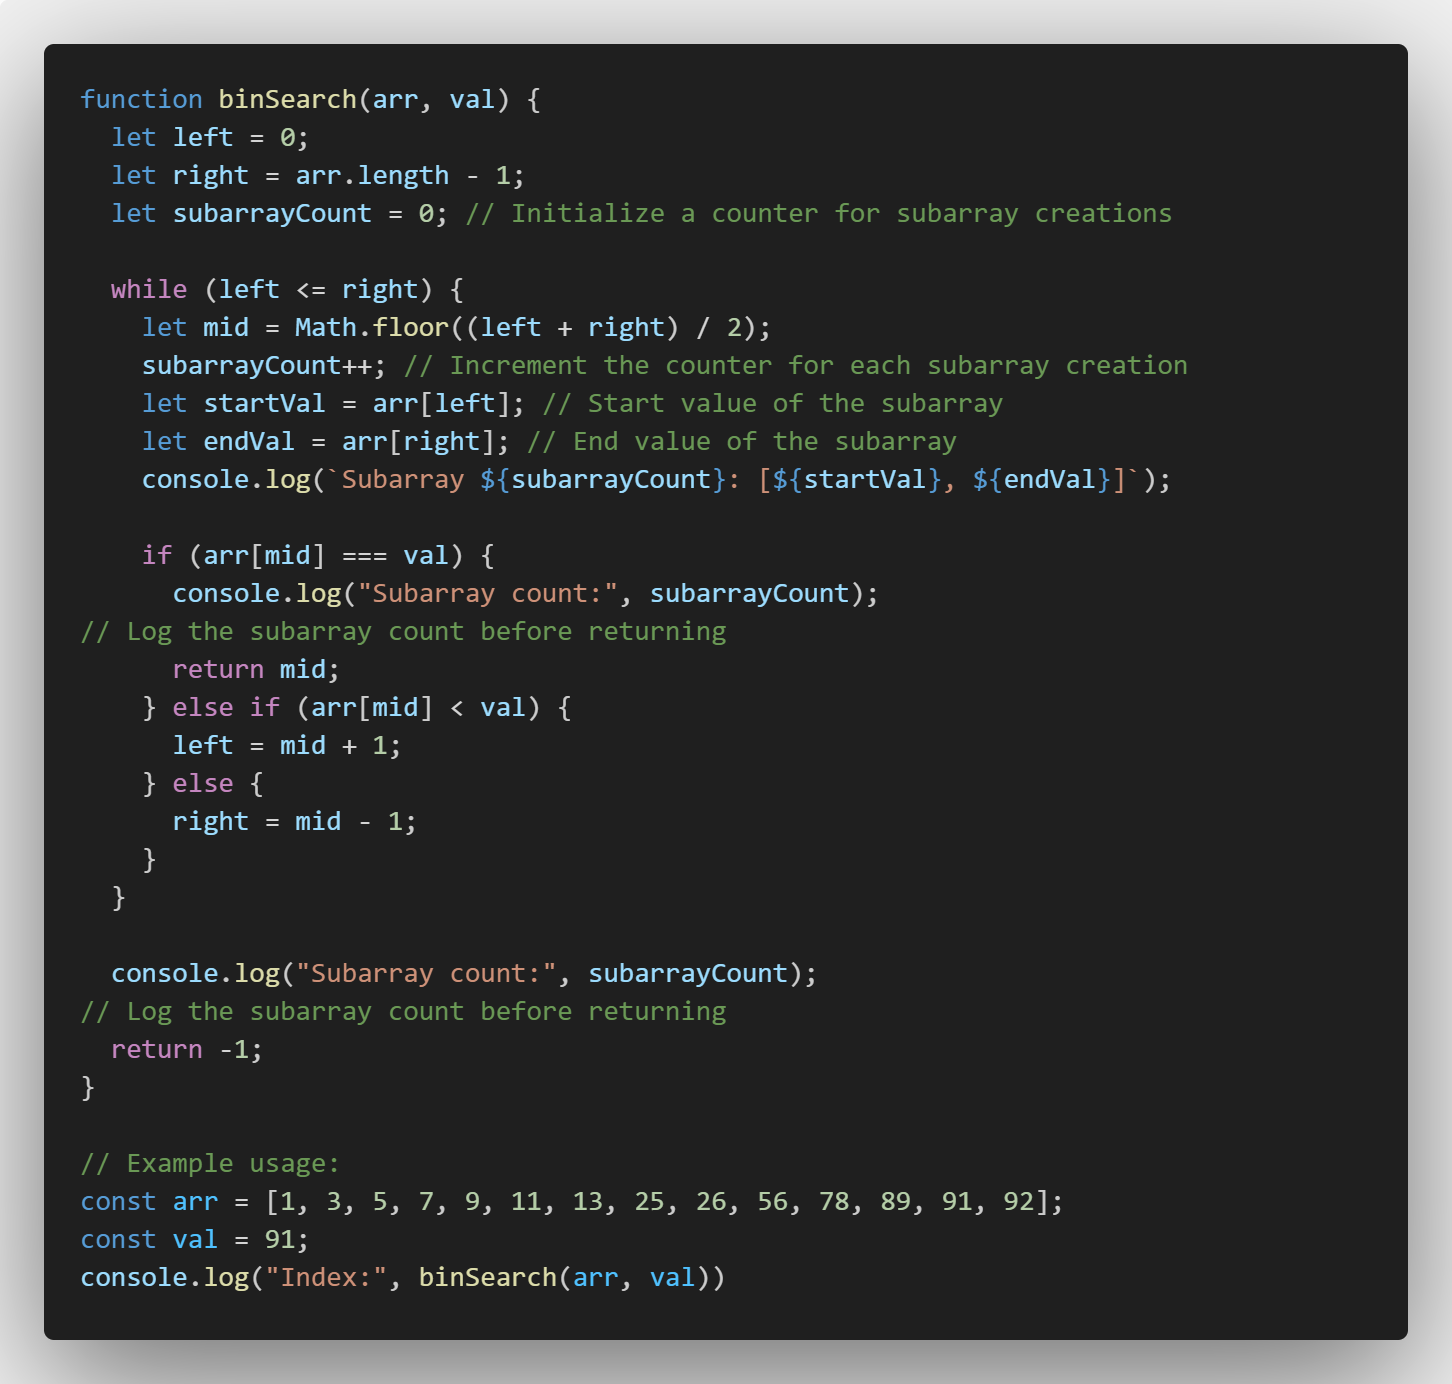 function binSearch(arr, val) {
  let left = 0;
  let right = arr.length - 1;
  let subarrayCount = 0; // Initialize a counter for subarray creations

  while (left <= right) {
    let mid = Math.floor((left + right) / 2);
    subarrayCount++; // Increment the counter for each subarray creation
    let startVal = arr[left]; // Start value of the subarray
    let endVal = arr[right]; // End value of the subarray
    console.log(`Subarray ${subarrayCount}: [${startVal}, ${endVal}]`);

    if (arr[mid] === val) {
      console.log("Subarray count:", subarrayCount);
// Log the subarray count before returning
      return mid;
    } else if (arr[mid] < val) {
      left = mid + 1;
    } else {
      right = mid - 1;
    }
  }

  console.log("Subarray count:", subarrayCount);
// Log the subarray count before returning
  return -1;
}

// Example usage:
const arr = [1, 3, 5, 7, 9, 11, 13, 25, 26, 56, 78, 89, 91, 92];
const val = 91;
console.log("Index:", binSearch(arr, val))